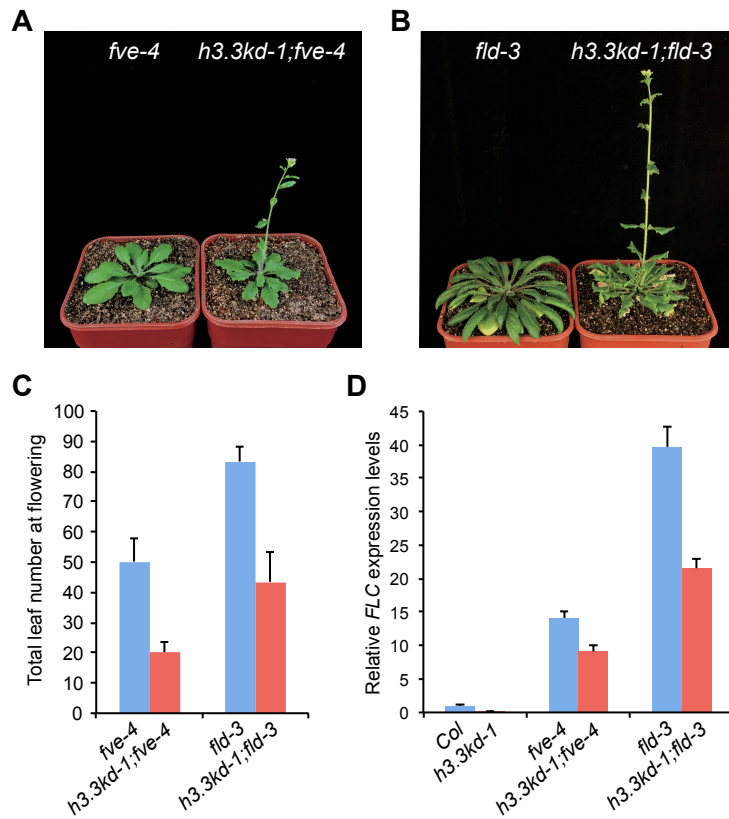 A
fve-4 h3.3kd-1;fve-4
B
fld-3 h3.3kd-1;fld-3
C
Total leaf number at flowering
100
90
80
70
60
50
40
30
20
10
0
fve-4
h3.3kd-1;fve-4
fld-3
h3.3kd-1;fld-3
D
Relative FLC expression levels
45
40
35
30
25
20
15
10
5
0
Col
h3.3kd-1
fve-4
h3.3kd-1;fve-4
fld-3
h3.3kd-1;fld-3